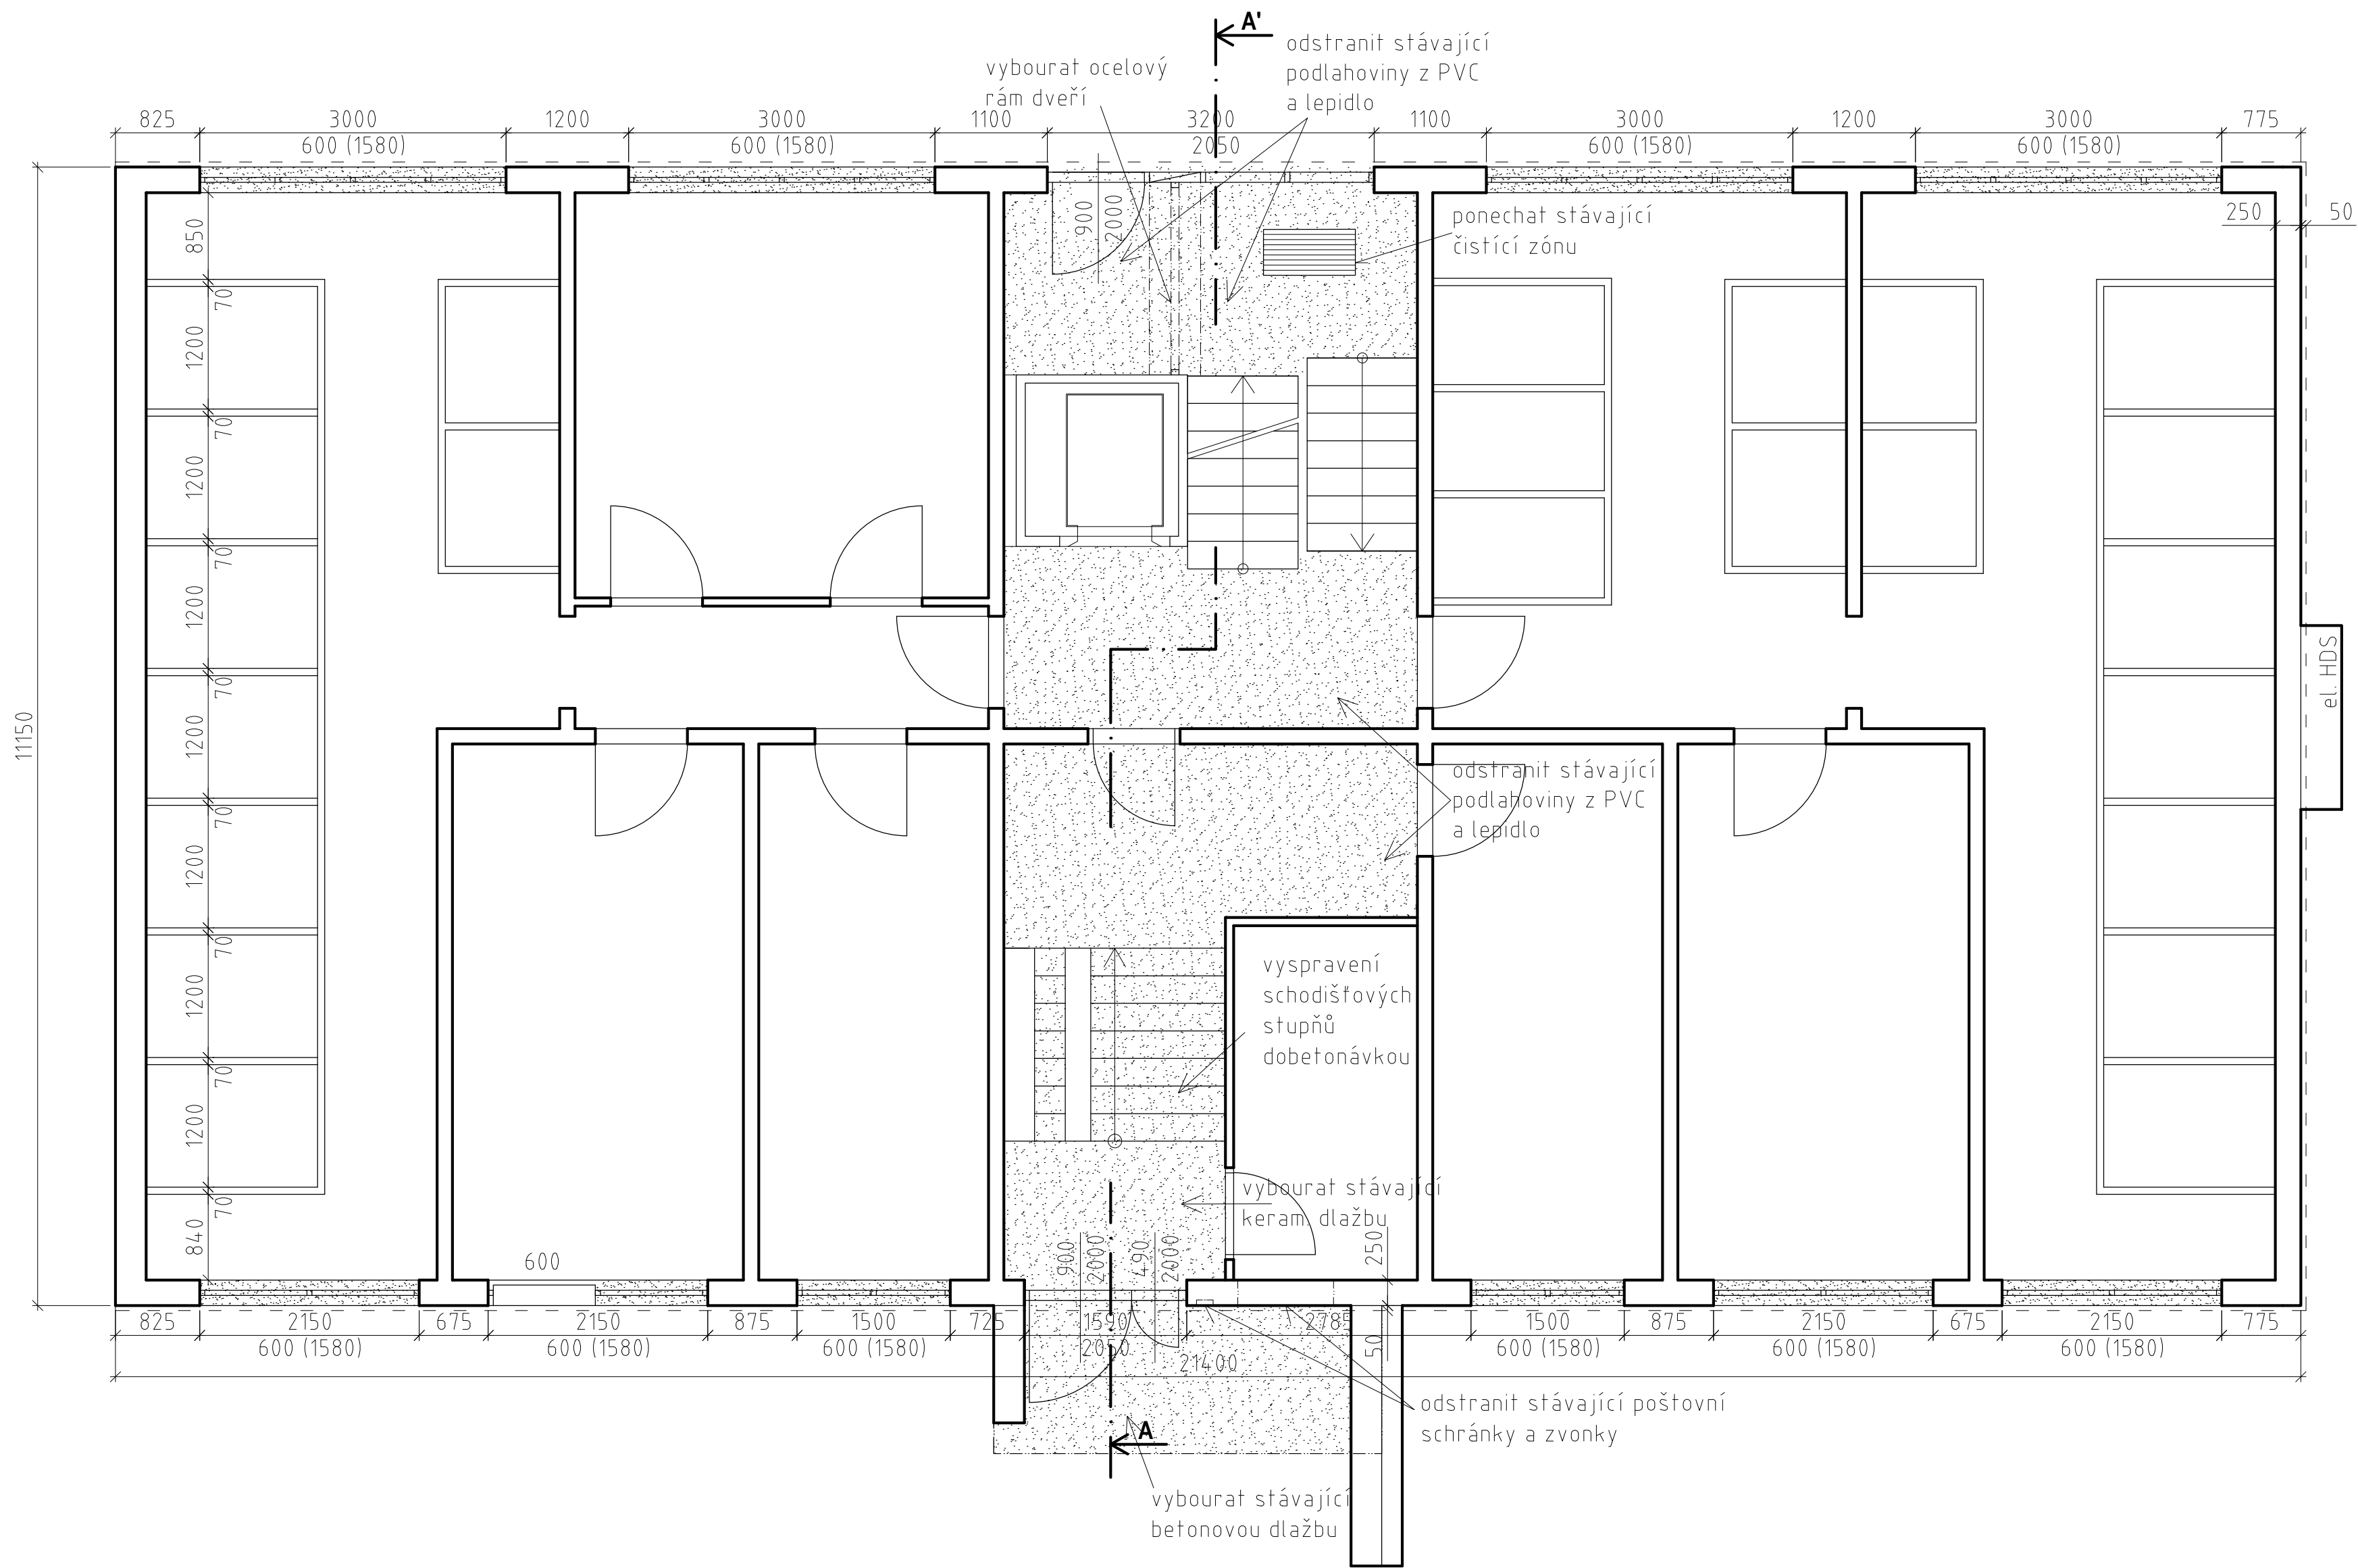 A'
odstranit stávající
podlahoviny z PVC
a lepidlo
vybourat ocelový
rám dveří
825 3000 1200 3000 1100 3200 1100 3000 1200 3000 775
600 (1580) 600 (1580) 2050 600 (1580) 600 (1580)
900
2000
ponechat stávající
čistící zónu
250 50
850
70
1200
70
1200
70
1200
70
1200
70
1200
70
1200
70
1200
70
840
11150
el. HDS
odstranit stávající
podlahoviny z PVC
a lepidlo
vyspravení
schodišťových
stupňů
dobetonávkou
vybourat stávající
keram. dlažbu
900
2000
490
2000
250
600
825 2150 675 2150 875 1500 725 1590 2785 1500 875 2150 675 2150 775
600 (1580) 600 (1580) 600 (1580) 2050 50 600 (1580) 600 (1580) 600 (1580)
21400
odstranit stávající poštovní
schránky a zvonky
A
vybourat stávající
betonovou dlažbu